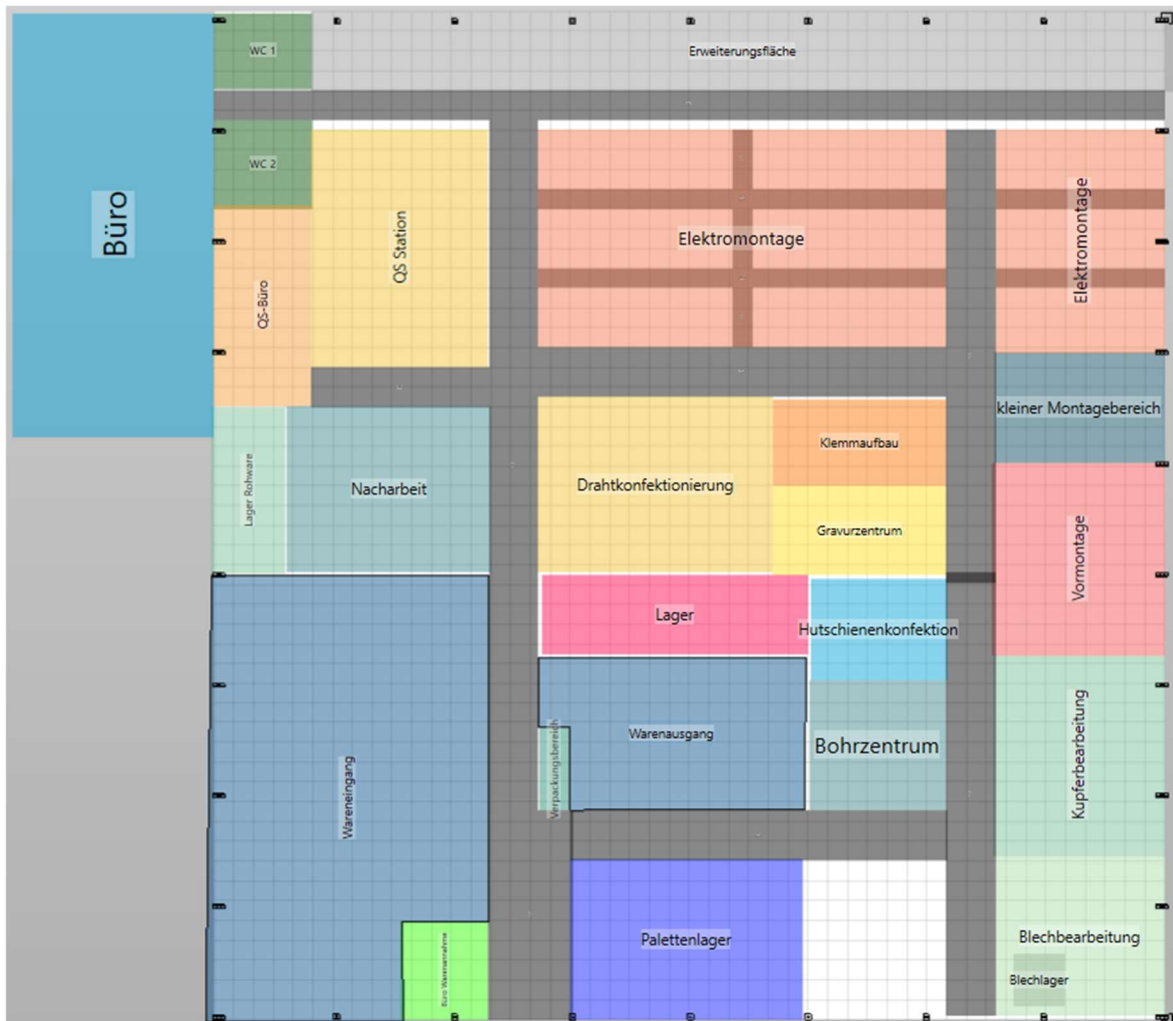 WC 1
Erweiterungsfläche
Büro
WC 2
QS-Büro
QS Station
Elektromontage
Elektromontage
kleiner Montagebereich
Lager Rohware
Nacharbeit
Drahtkonfektionierung
Klemmaufbau
Gravurzentrum
Vormontage
Lager
Hutschienenkonfektion
Wareneingang
Verpackungsbereich
Warenausgang
Bohrzentrum
Kupferbearbeitung
Büro Warenannahme
Palettenlager
Blechbearbeitung
Blechlager